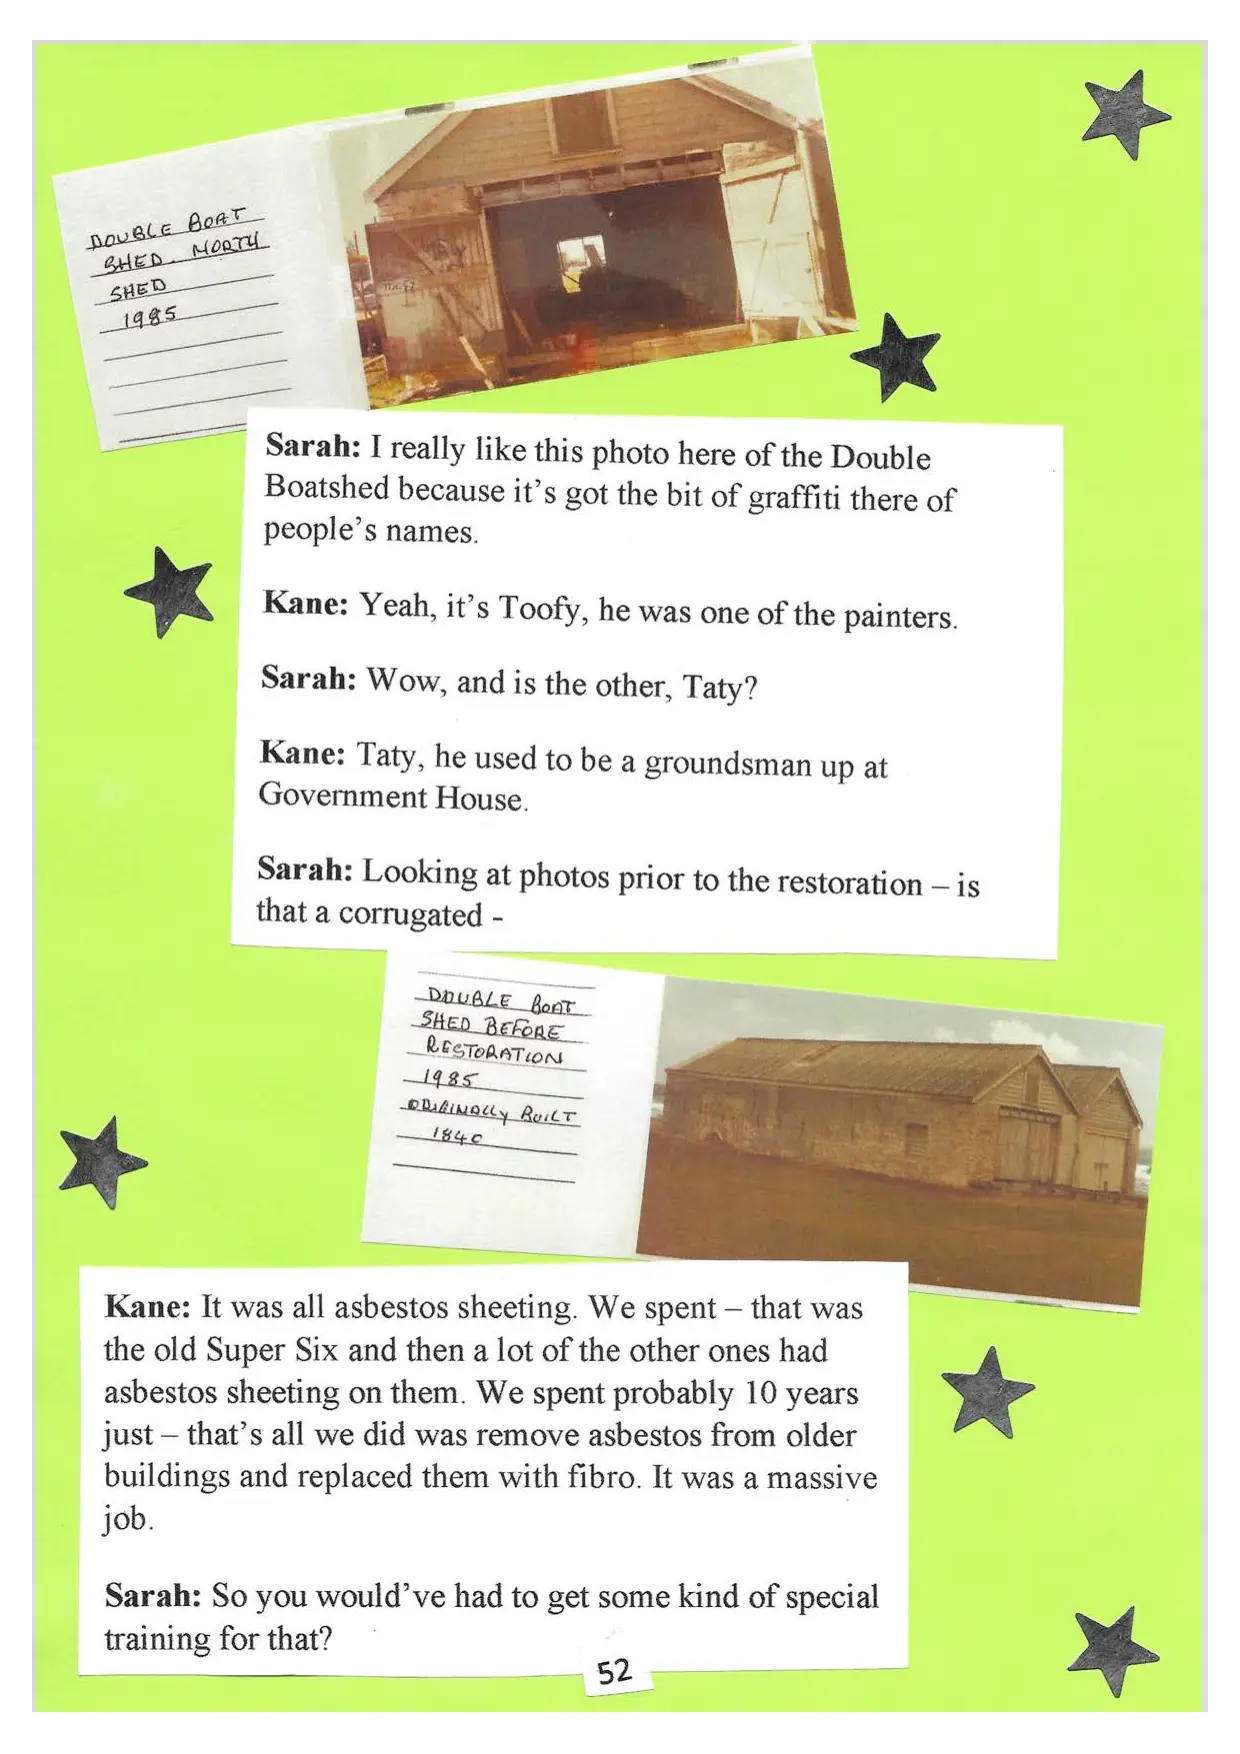 DOUBLE BOAT
SHED. NORTH
SHED
1985
Sarah: I really like this photo here of the Double
Boatshed because it's got the bit of graffiti there of
people's names.
Kane: Yeah, it's Toofy, he was one of the painters.
Sarah: Wow, and is the other, Taty?
Kane: Taty, he used to be a groundsman up at
Government House.
Sarah: Looking at photos prior to the restoration – is
that a corrugated -
DOUBLE BOAT
SHED BEFORE
RESTORATION
1985
ORIGINALLY BUILT
1840
Kane: It was all asbestos sheeting. We spent – that was
the old Super Six and then a lot of the other ones had
asbestos sheeting on them. We spent probably 10 years
just – that's all we did was remove asbestos from older
buildings and replaced them with fibro. It was a massive
job.
Sarah: So you would've had to get some kind of special
training for that?
52